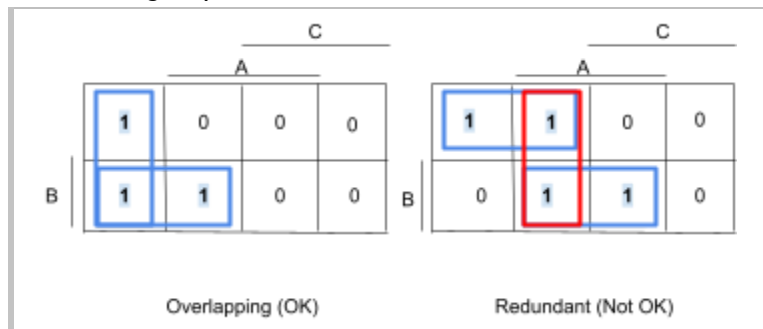 C C
A A
1 0 0 0 1 1 0 0
B 1 1 0 0 B 0 1 1 0
Overlapping (OK) Redundant (Not OK)